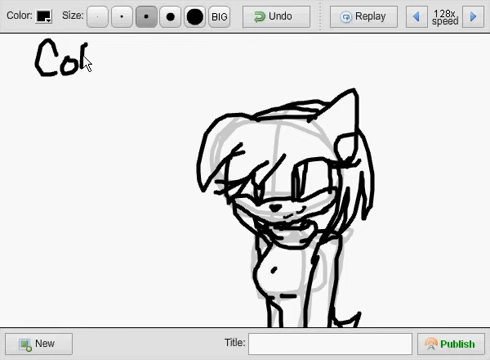 Color: Size: BIG Undo Replay 128x speed
Col
New Title: Publish